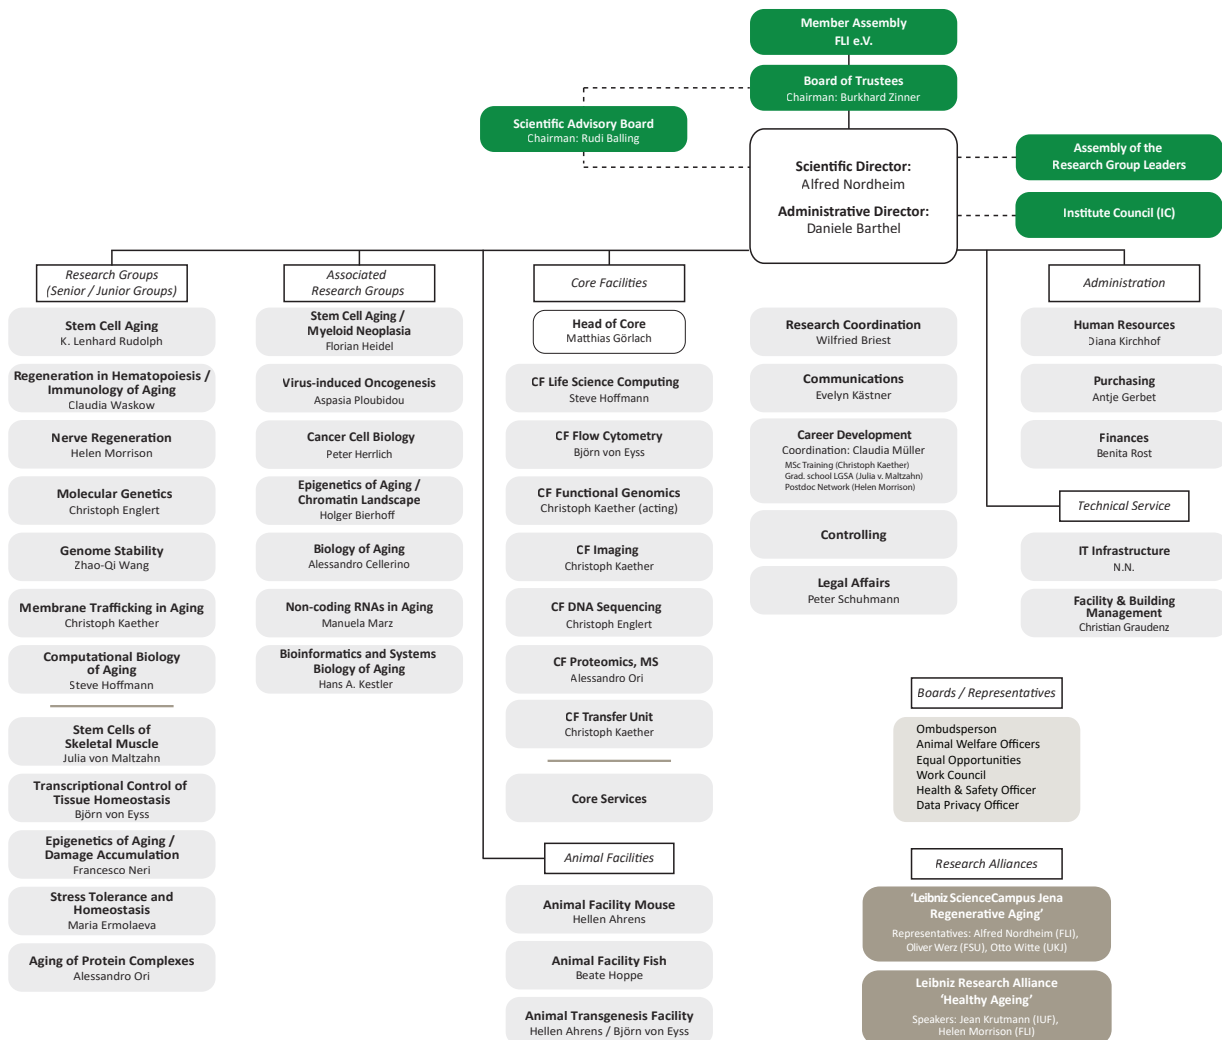 Member Assembly
FLI e.V.
Board of Trustees
Chairman: Burkhard Zinner
Scientific Advisory Board
Chairman: Rudi Balling
Scientific Director:
Alfred Nordheim
Administrative Director:
Daniele Barthel
Assembly of the
Research Group Leaders
Institute Council (IC)
Research Groups
(Senior / Junior Groups)
Stem Cell Aging
K. Lenhard Rudolph
Regeneration in Hematopoiesis /
Immunology of Aging
Claudia Waskow
Nerve Regeneration
Helen Morrison
Molecular Genetics
Christoph Englert
Genome Stability
Zhao-Qi Wang
Membrane Trafficking in Aging
Christoph Kaether
Computational Biology
of Aging
Steve Hoffmann
Stem Cells of
Skeletal Muscle
Julia von Maltzahn
Transcriptional Control of
Tissue Homeostasis
Björn von Eyss
Epigenetics of Aging /
Damage Accumulation
Francesco Neri
Stress Tolerance and
Homeostasis
Maria Ermolaeva
Aging of Protein Complexes
Alessandro Ori
Associated
Research Groups
Stem Cell Aging /
Myeloid Neoplasia
Florian Heidel
Virus-induced Oncogenesis
Aspasia Ploubidou
Cancer Cell Biology
Peter Herrlich
Epigenetics of Aging /
Chromatin Landscape
Holger Bierhoff
Biology of Aging
Alessandro Cellerino
Non-coding RNAs in Aging
Manuela Marz
Bioinformatics and Systems
Biology of Aging
Hans A. Kestler
Core Facilities
Head of Core
Matthias Görlach
CF Life Science Computing
Steve Hoffmann
CF Flow Cytometry
Björn von Eyss
CF Functional Genomics
Christoph Kaether (acting)
CF Imaging
Christoph Kaether
CF DNA Sequencing
Christoph Englert
CF Proteomics, MS
Alessandro Ori
CF Transfer Unit
Christoph Kaether
Core Services
Animal Facilities
Animal Facility Mouse
Hellen Ahrens
Animal Facility Fish
Beate Hoppe
Animal Transgenesis Facility
Hellen Ahrens / Björn von Eyss
Research Coordination
Wilfried Briest
Communications
Evelyn Kästner
Career Development
Coordination: Claudia Müller
MSc Training (Christoph Kaether)
Grad. school LGSA (Julia v. Maltzahn)
Postdoc Network (Helen Morrison)
Controlling
Legal Affairs
Peter Schuhmann
Administration
Human Resources
Diana Kirchhof
Purchasing
Antje Gerbet
Finances
Benita Rost
Technical Service
IT Infrastructure
N.N.
Facility & Building
Management
Christian Graudenz
Boards / Representatives
Ombudsperson
Animal Welfare Officers
Equal Opportunities
Work Council
Health & Safety Officer
Data Privacy Officer
Research Alliances
‘Leibniz ScienceCampus Jena
Regenerative Aging’
Representatives: Alfred Nordheim (FLI),
Oliver Werz (FSU), Otto Witte (UKJ)
Leibniz Research Alliance
‘Healthy Ageing’
Speakers: Jean Krutmann (IUF),
Helen Morrison (FLI)